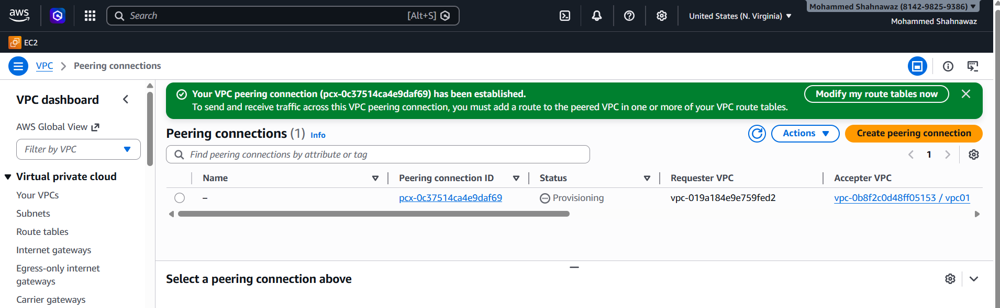 aws
Search [Alt+S]
United States (N. Virginia)
Mohammed Shahnawaz (8142-9825-9386)
Mohammed Shahnawaz
EC2
VPC Peering connections
VPC dashboard
AWS Global View
Filter by VPC
Virtual private cloud
Your VPCs
Subnets
Route tables
Internet gateways
Egress-only internet
gateways
Carrier gateways
Your VPC peering connection (pcx-0c37514ca4e9daf69) has been established.
To send and receive traffic across this VPC peering connection, you must add a route to the peered VPC in one or more of your VPC route tables.
Modify my route tables now
Peering connections (1) Info
Actions
Create peering connection
Find peering connections by attribute or tag
1
Name Peering connection ID Status Requester VPC Accepter VPC
– pcx-0c37514ca4e9daf69 Provisioning vpc-019a184e9e759fed2 vpc-0b8f2c0d48ff05153 / vpc01
Select a peering connection above